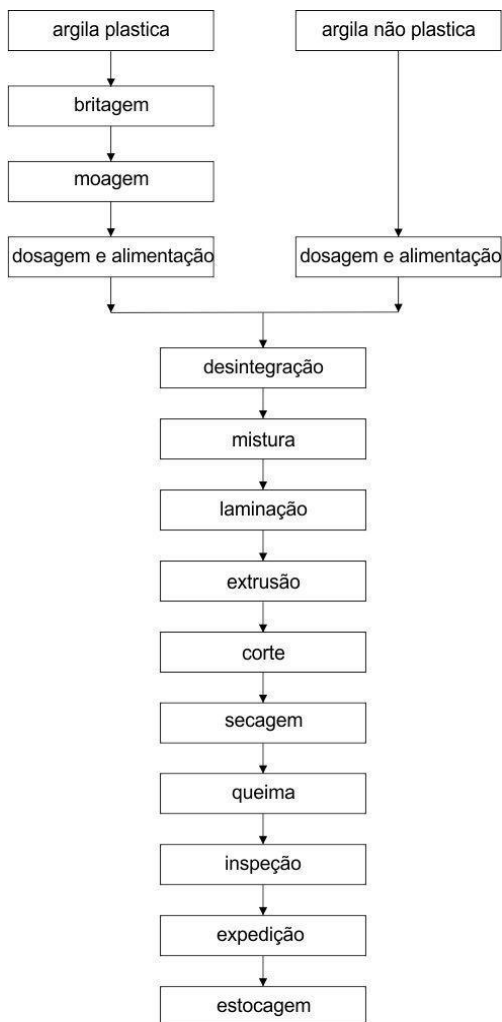 argila plastica
argila não plastica
britagem
moagem
dosagem e alimentação
dosagem e alimentação
desintegração
mistura
laminação
extrusão
corte
secagem
queima
inspeção
expedição
estocagem